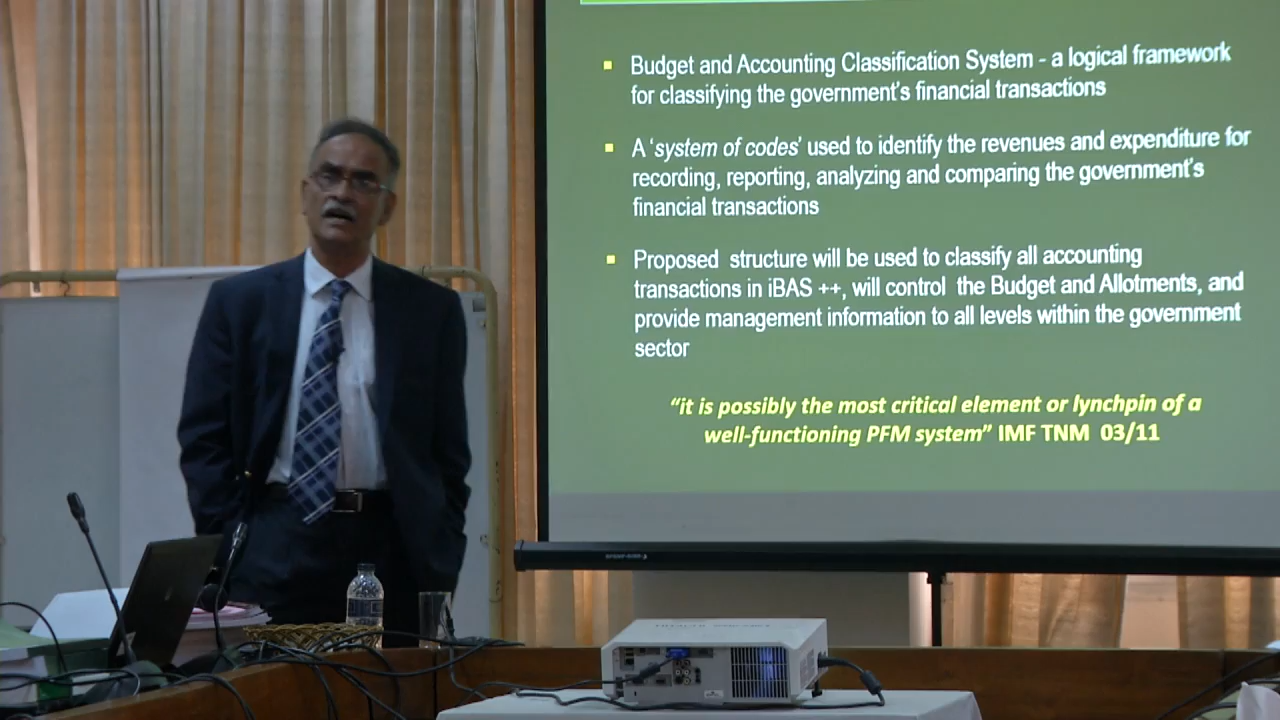 Budget and Accounting Classification System - a logical framework
for classifying the government's financial transactions
A 'system of codes' used to identify the revenues and expenditure for
recording, reporting, analyzing and comparing the government's
financial transactions
Proposed structure will be used to classify all accounting
transactions in iBAS ++, will control the Budget and Allotments, and
provide management information to all levels within the government
sector
"it is possibly the most critical element or lynchpin of a
well-functioning PFM system" IMF TNM 03/11